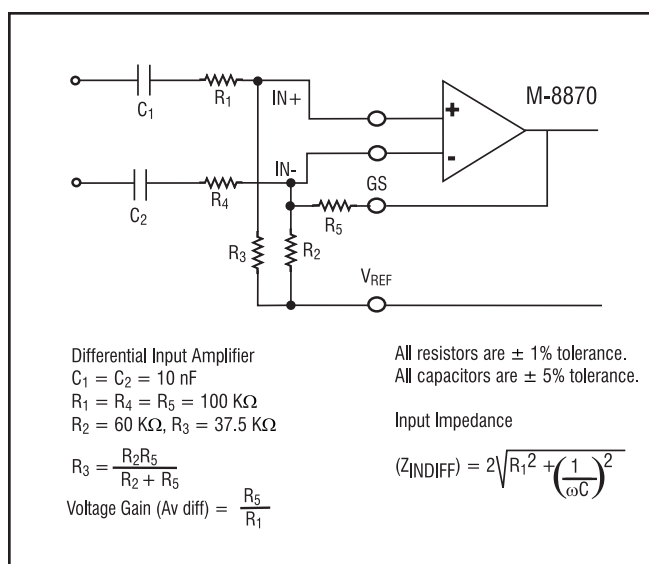 M-8870
C₁
R₁
IN+
+
IN-
-
C₂
R₄
GS
R₅
R₃
R₂
V_REF
Differential Input Amplifier
C₁ = C₂ = 10 nF
R₁ = R₄ = R₅ = 100 KΩ
R₂ = 60 KΩ, R₃ = 37.5 KΩ
R₃ = R₂R₅ / R₂ + R₅
Voltage Gain (Av diff) = R₅ / R₁
All resistors are ± 1% tolerance.
All capacitors are ± 5% tolerance.
Input Impedance
(Z_INDIFF) = 2√R₁² + (1 / ωC)²